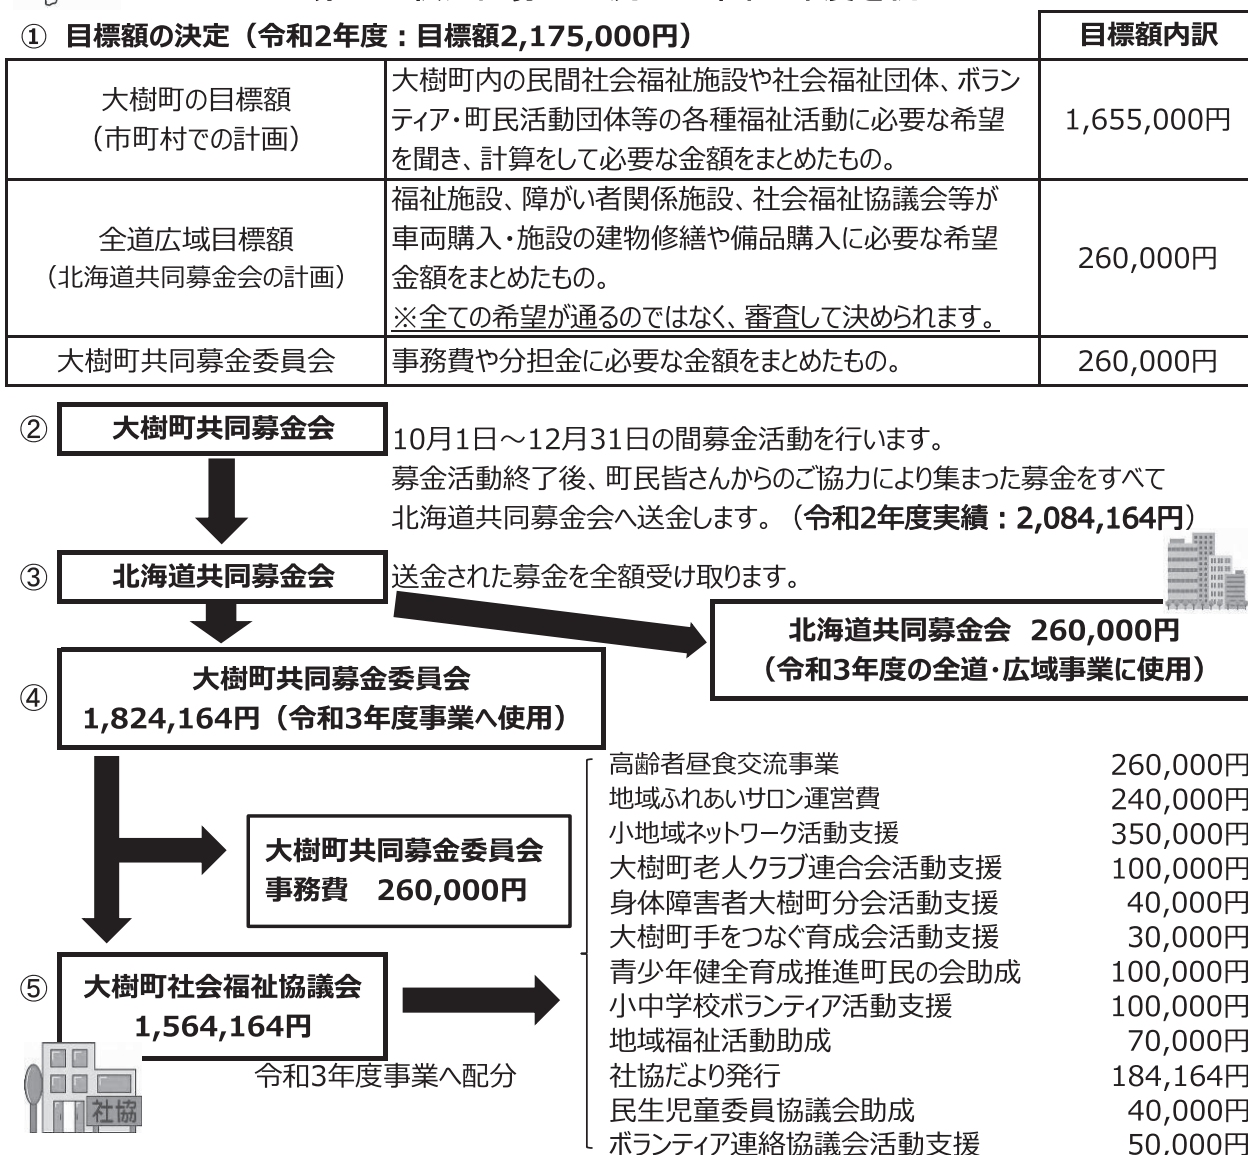 ① 目標額の決定（令和2年度：目標額2,175,000円）
目標額内訳
大樹町の目標額
（市町村での計画）
大樹町内の民間社会福祉施設や社会福祉団体、ボラン
ティア・町民活動団体等の各種福祉活動に必要な希望
を聞き、計算をして必要な金額をまとめたもの。
1,655,000円
全道広域目標額
（北海道共同募金会の計画）
福祉施設、障がい者関係施設、社会福祉協議会等が
車両購入・施設の建物修繕や備品購入に必要な希望
金額をまとめたもの。
※全ての希望が通るのではなく、審査して決められます。
260,000円
大樹町共同募金委員会
事務費や分担金に必要な金額をまとめたもの。
260,000円
② 大樹町共同募金会
10月1日～12月31日の間募金活動を行います。
募金活動終了後、町民皆さんからのご協力により集まった募金をすべて
北海道共同募金会へ送金します。（令和2年度実績：2,084,164円）
③ 北海道共同募金会
送金された募金を全額受け取ります。
北海道共同募金会 260,000円
（令和3年度の全道・広域事業に使用）
④ 大樹町共同募金委員会
1,824,164円（令和3年度事業へ使用）
大樹町共同募金委員会
事務費 260,000円
⑤ 大樹町社会福祉協議会
1,564,164円
社協
令和3年度事業へ配分
高齢者昼食交流事業 260,000円
地域ふれあいサロン運営費 240,000円
小地域ネットワーク活動支援 350,000円
大樹町老人クラブ連合会活動支援 100,000円
身体障害者大樹町分会活動支援 40,000円
大樹町手をつなぐ育成会活動支援 30,000円
青少年健全育成推進町民の会助成 100,000円
小中学校ボランティア活動支援 100,000円
地域福祉活動助成 70,000円
社協だより発行 184,164円
民生児童委員協議会助成 40,000円
ボランティア連絡協議会活動支援 50,000円